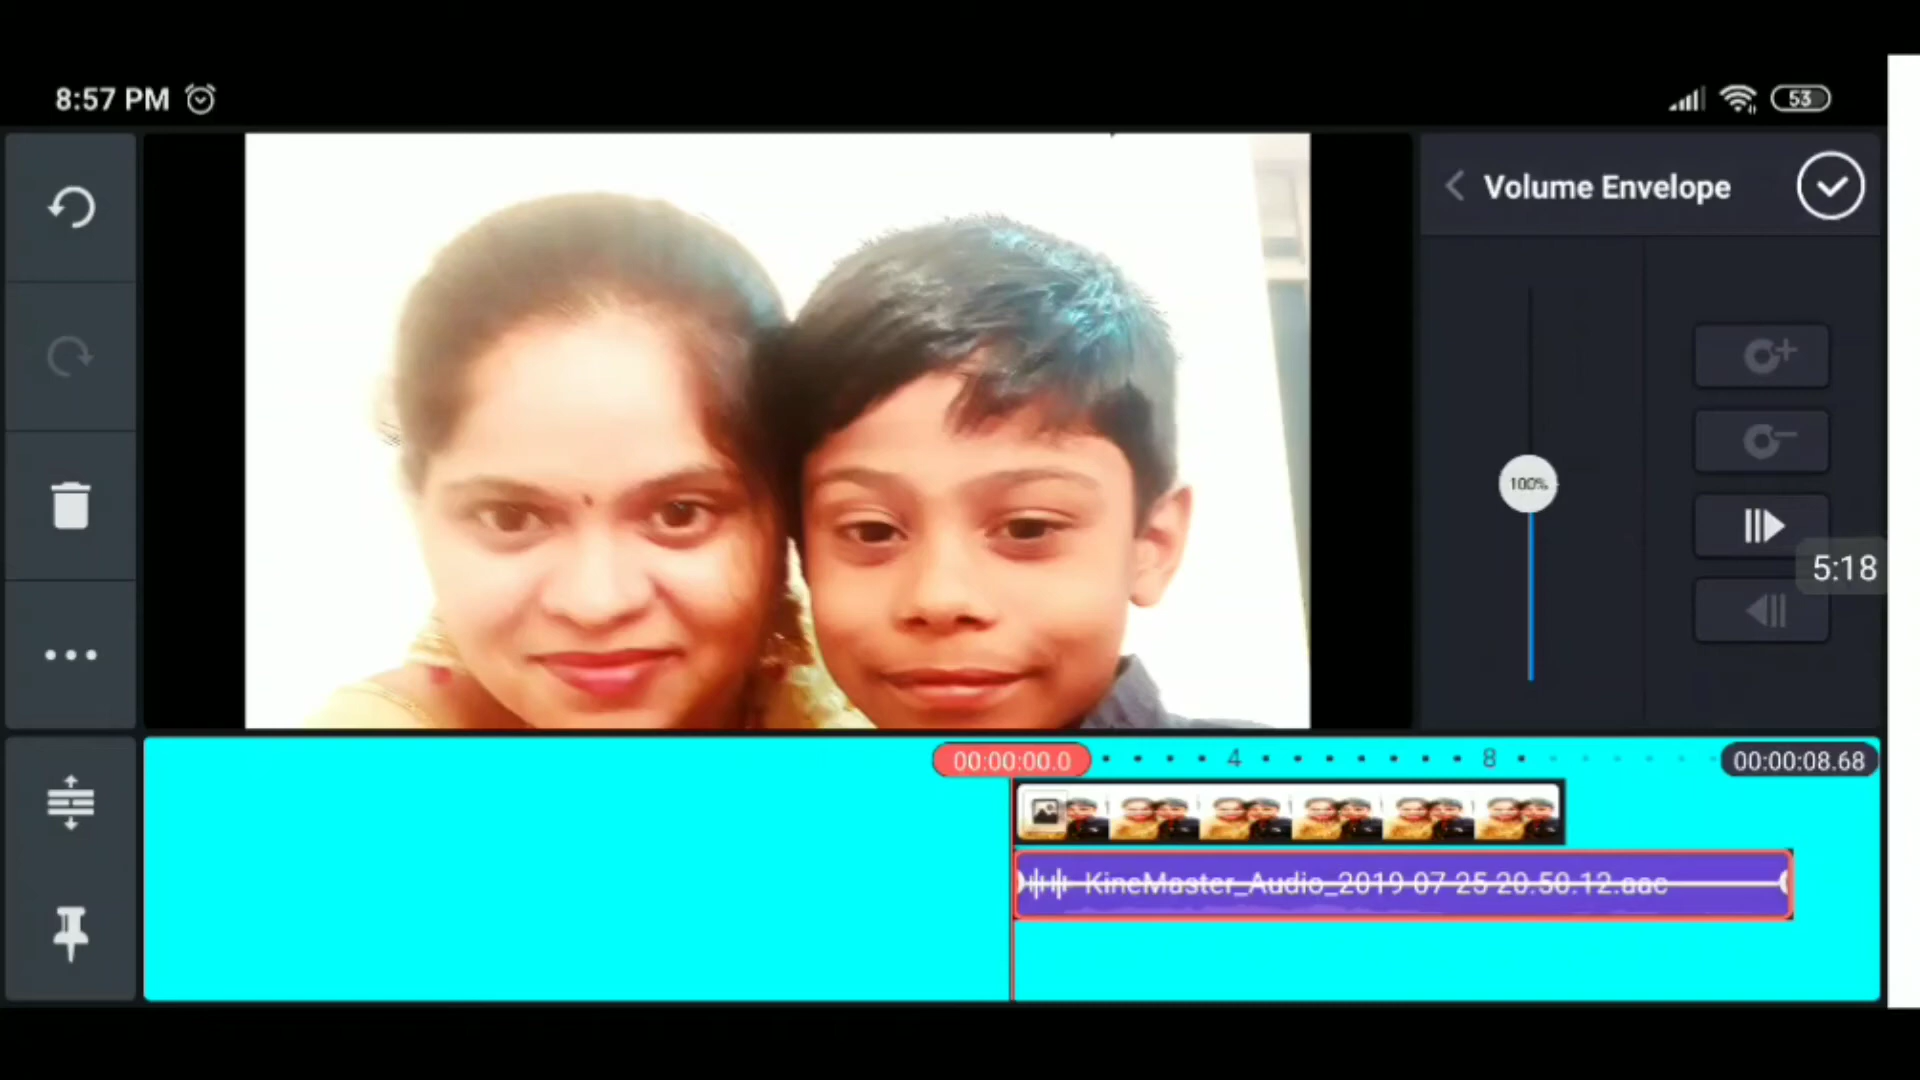 8:57 PM
53
Volume Envelope
100%
5:18
00:00:00.0
4
8
00:00:08.68
KineMaster_Audio_2019-07-25-20.50.12.aac